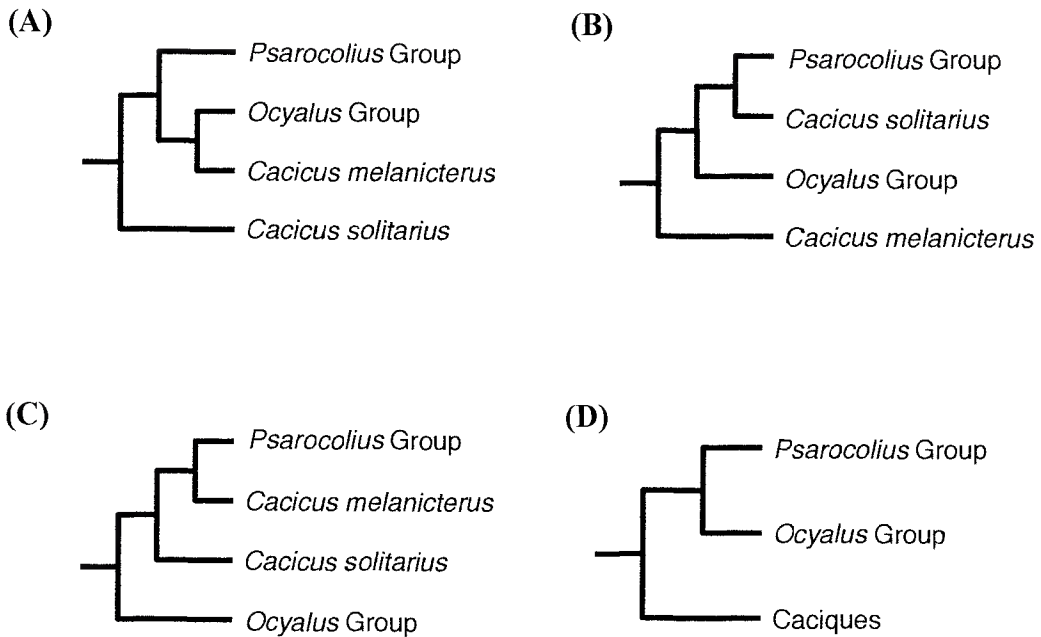 (A)
Psarocolius Group
Ocyalus Group
Cacicus melanicterus
Cacicus solitarius
(B)
Psarocolius Group
Cacicus solitarius
Ocyalus Group
Cacicus melanicterus
(C)
Psarocolius Group
Cacicus melanicterus
Cacicus solitarius
Ocyalus Group
(D)
Psarocolius Group
Ocyalus Group
Caciques